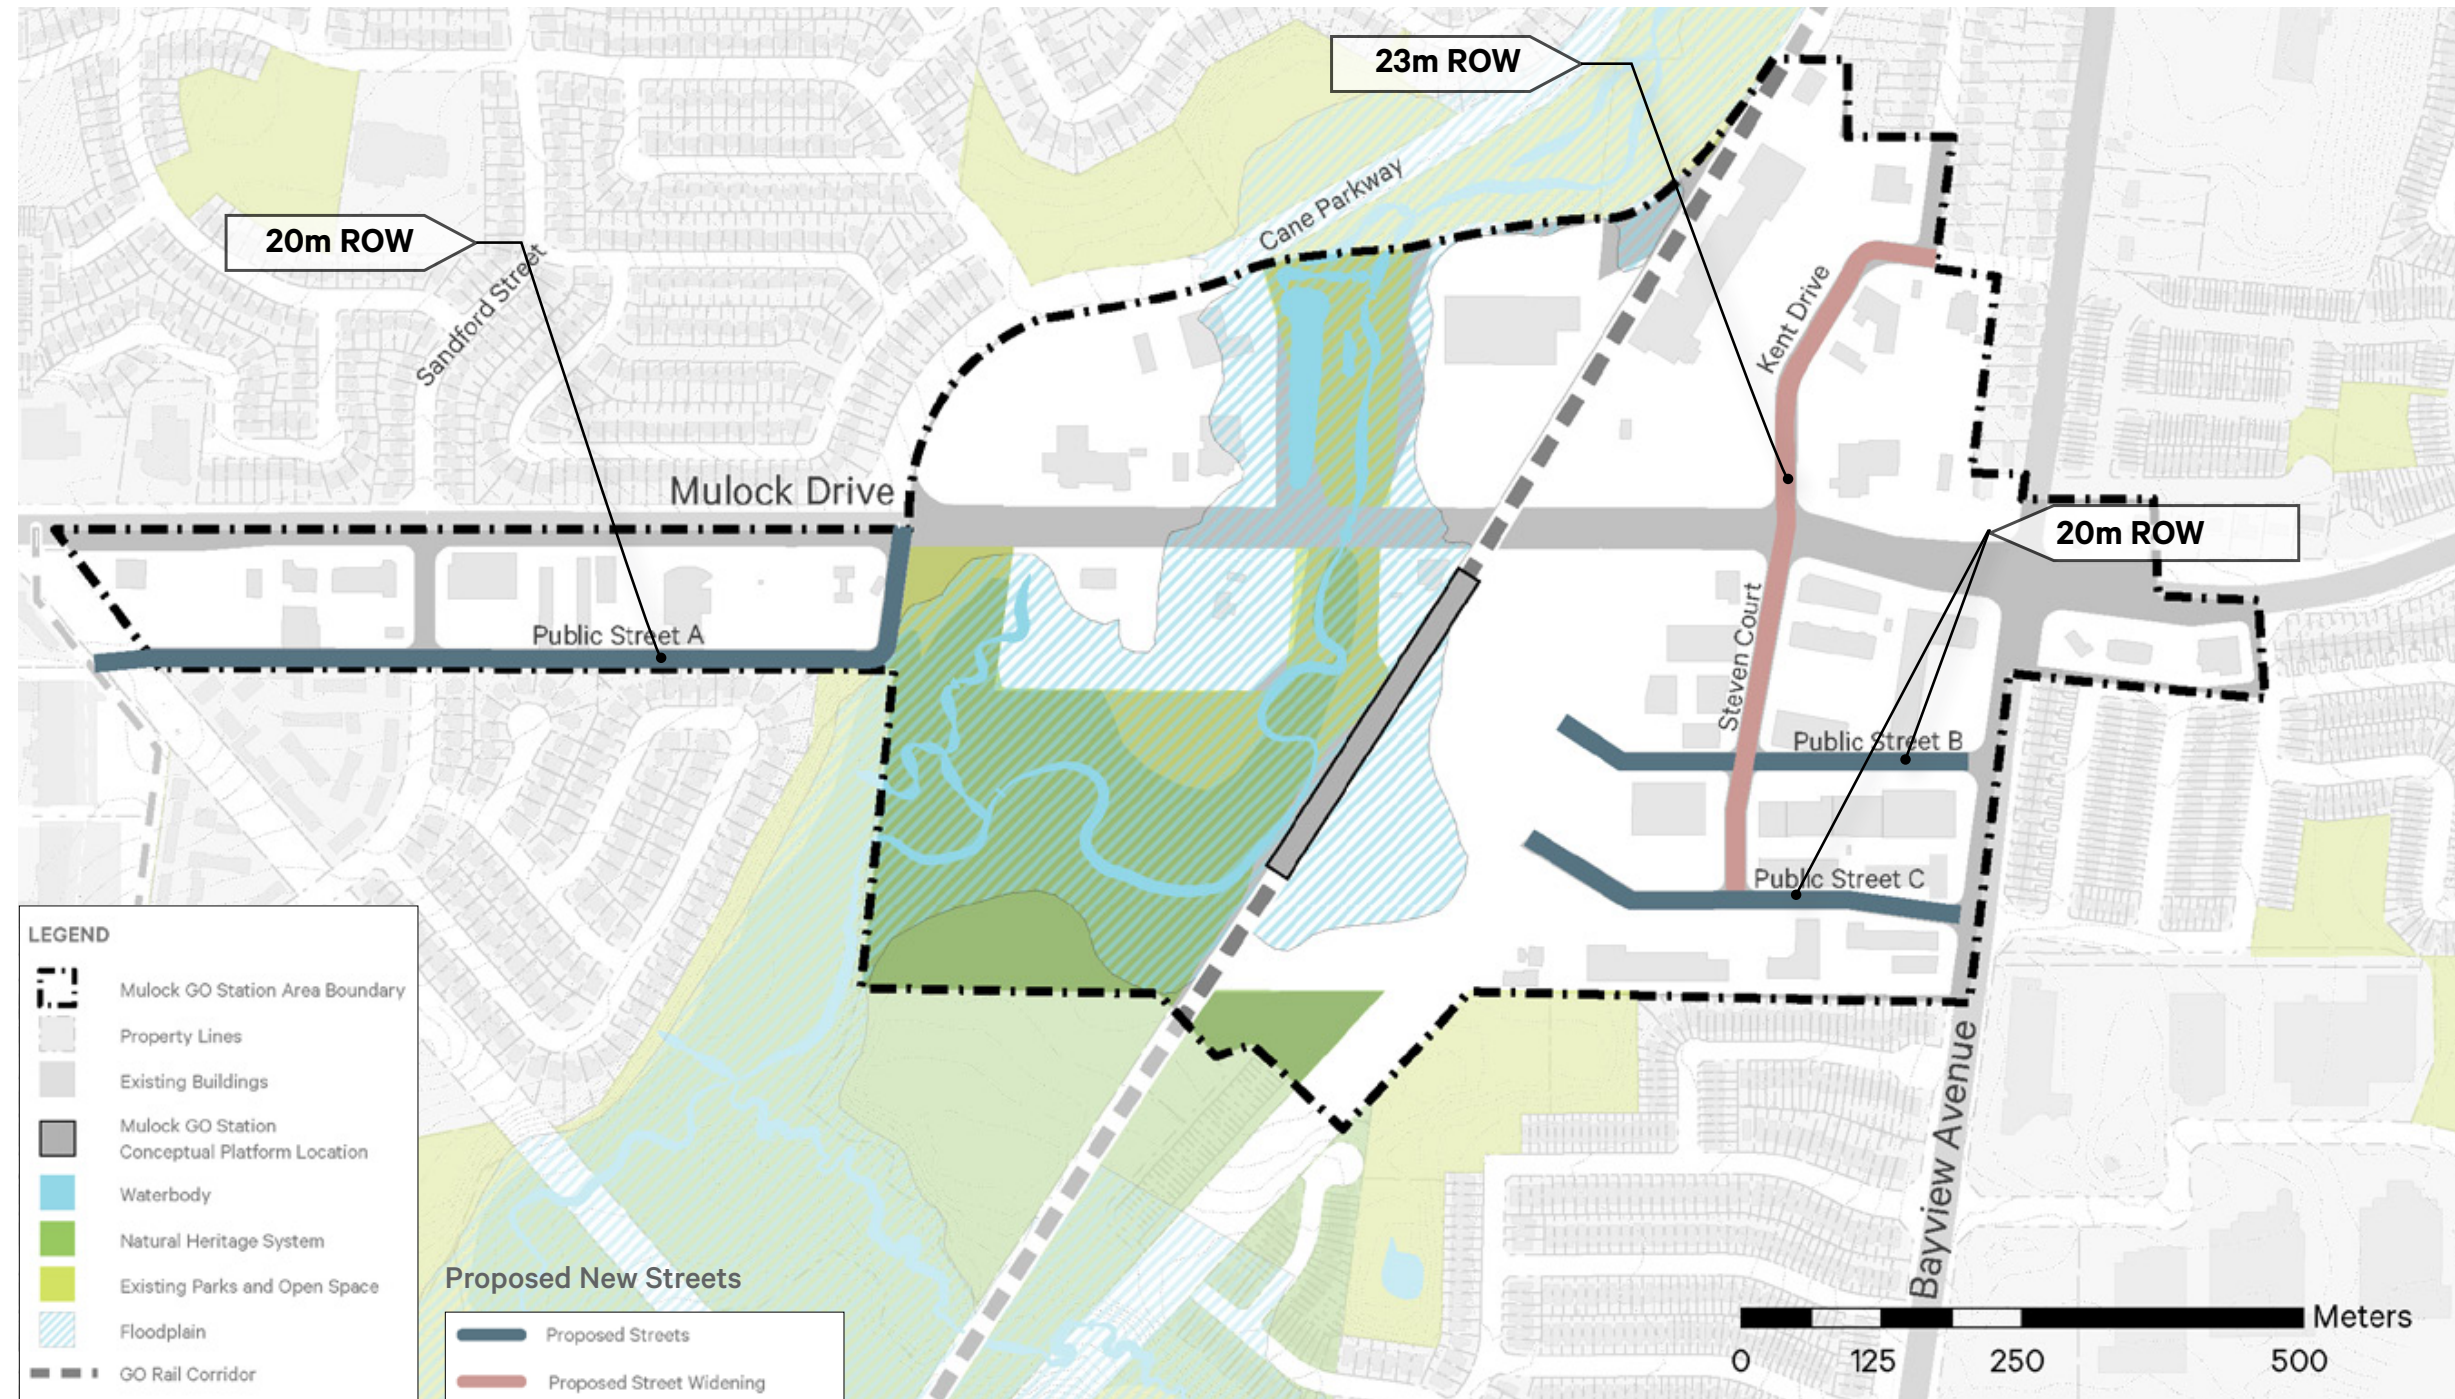 23m ROW
20m ROW
Cane Parkway
Sandford Street
Kent Drive
Mulock Drive
20m ROW
Public Street A
Steven Court
Public Street B
Public Street C
Bayview Avenue
LEGEND
Mulock GO Station Area Boundary
Property Lines
Existing Buildings
Mulock GO Station
Conceptual Platform Location
Waterbody
Natural Heritage System
Existing Parks and Open Space
Floodplain
GO Rail Corridor
Proposed New Streets
Proposed Streets
Proposed Street Widening
Meters
0 125 250 500